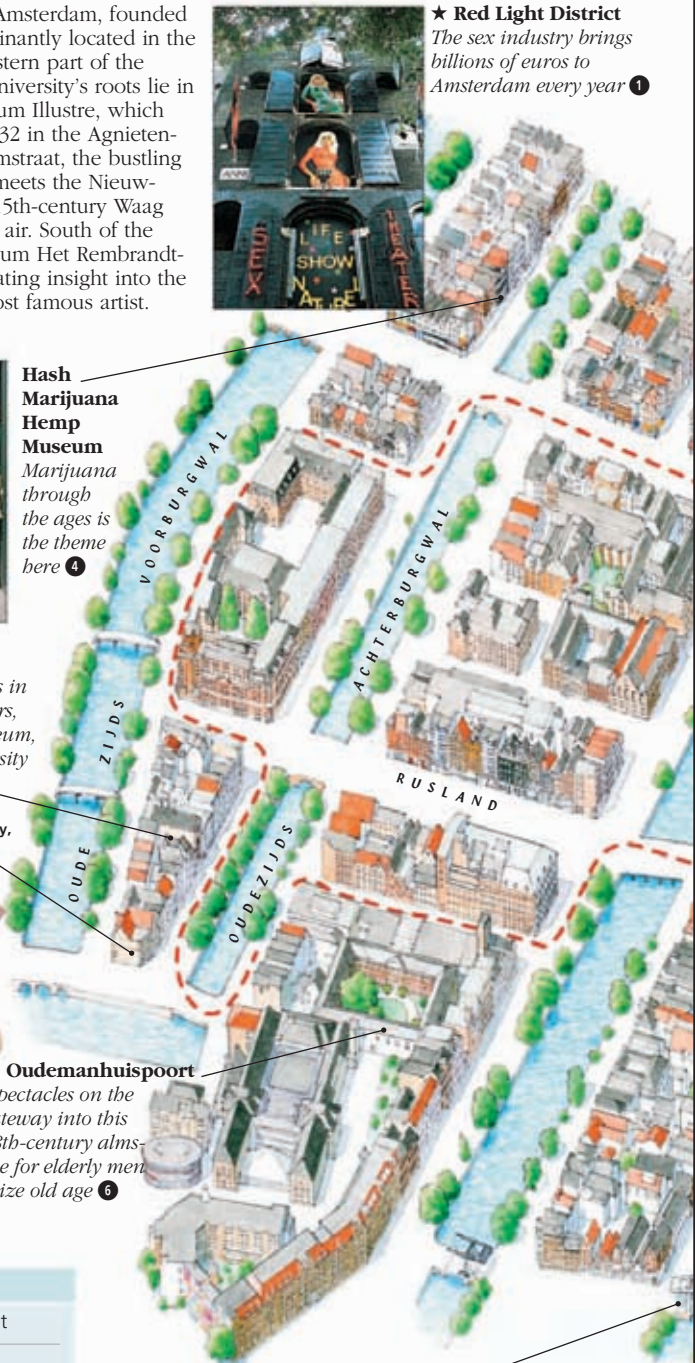 Amsterdam, founded
inantly located in the
stern part of the
niversity's roots lie in
um Illustre, which
32 in the Agnieten-
mstraat, the bustling
meets the Nieuw-
5th-century Waag
air. South of the
um Het Rembrandt-
ating insight into the
ost famous artist.
★ Red Light District
The sex industry brings
billions of euros to
Amsterdam every year 1
SEX
LIFE
SHOW
THEATER
Hash
Marijuana
Hemp
Museum
Marijuana
through
the ages is
the theme
here 4
VOORBURGWAL
ACHTERBURGWAL
s in
rs,
eum,
sity
ZIJDS
RUSLAND
y,
OUDE
OUDEZIJDS
Oudemanhuispoort
pectacles on the
teway into this
8th-century alms-
e for elderly men
ize old age 6
t